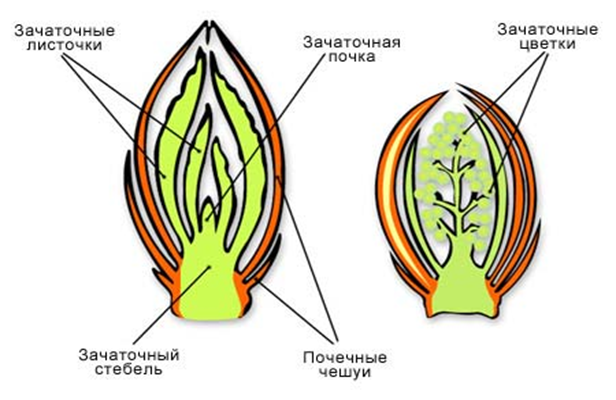 Зачаточные
листочки
Зачаточная
почка
Зачаточные
цветки
Зачаточный
стебель
Почечные
чешуи